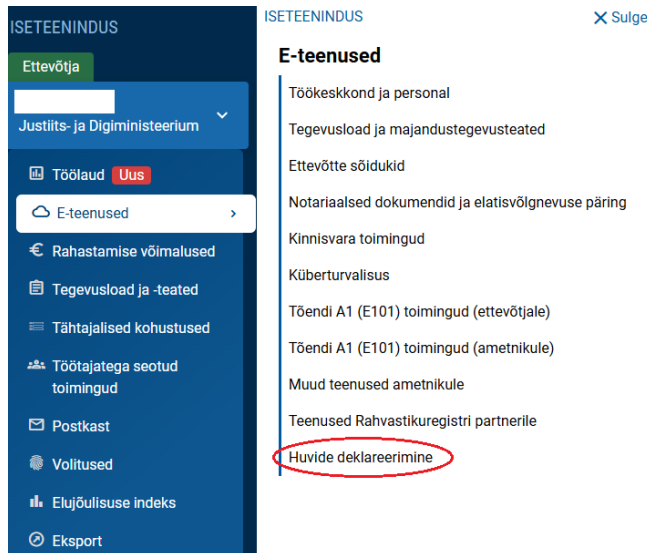 ISETEENINDUS
Ettevõtja
Justiits- ja Digiministeerium
Töölaud Uus
E-teenused
Rahastamise võimalused
Tegevusload ja -teated
Tähtajalised kohustused
Töötajatega seotud
toimingud
Postkast
Volitused
Elujõulisuse indeks
Eksport
ISETEENINDUS
Sulge
E-teenused
Töökeskkond ja personal
Tegevusload ja majandustegevusteated
Ettevõtte sõidukid
Notariaalsed dokumendid ja elatisvõlgnevuse päring
Kinnisvara toimingud
Küberturvalisus
Tõendi A1 (E101) toimingud (ettevõtjale)
Tõendi A1 (E101) toimingud (ametnikule)
Muud teenused ametnikule
Teenused Rahvastikuregistri partnerile
Huvide deklareerimine